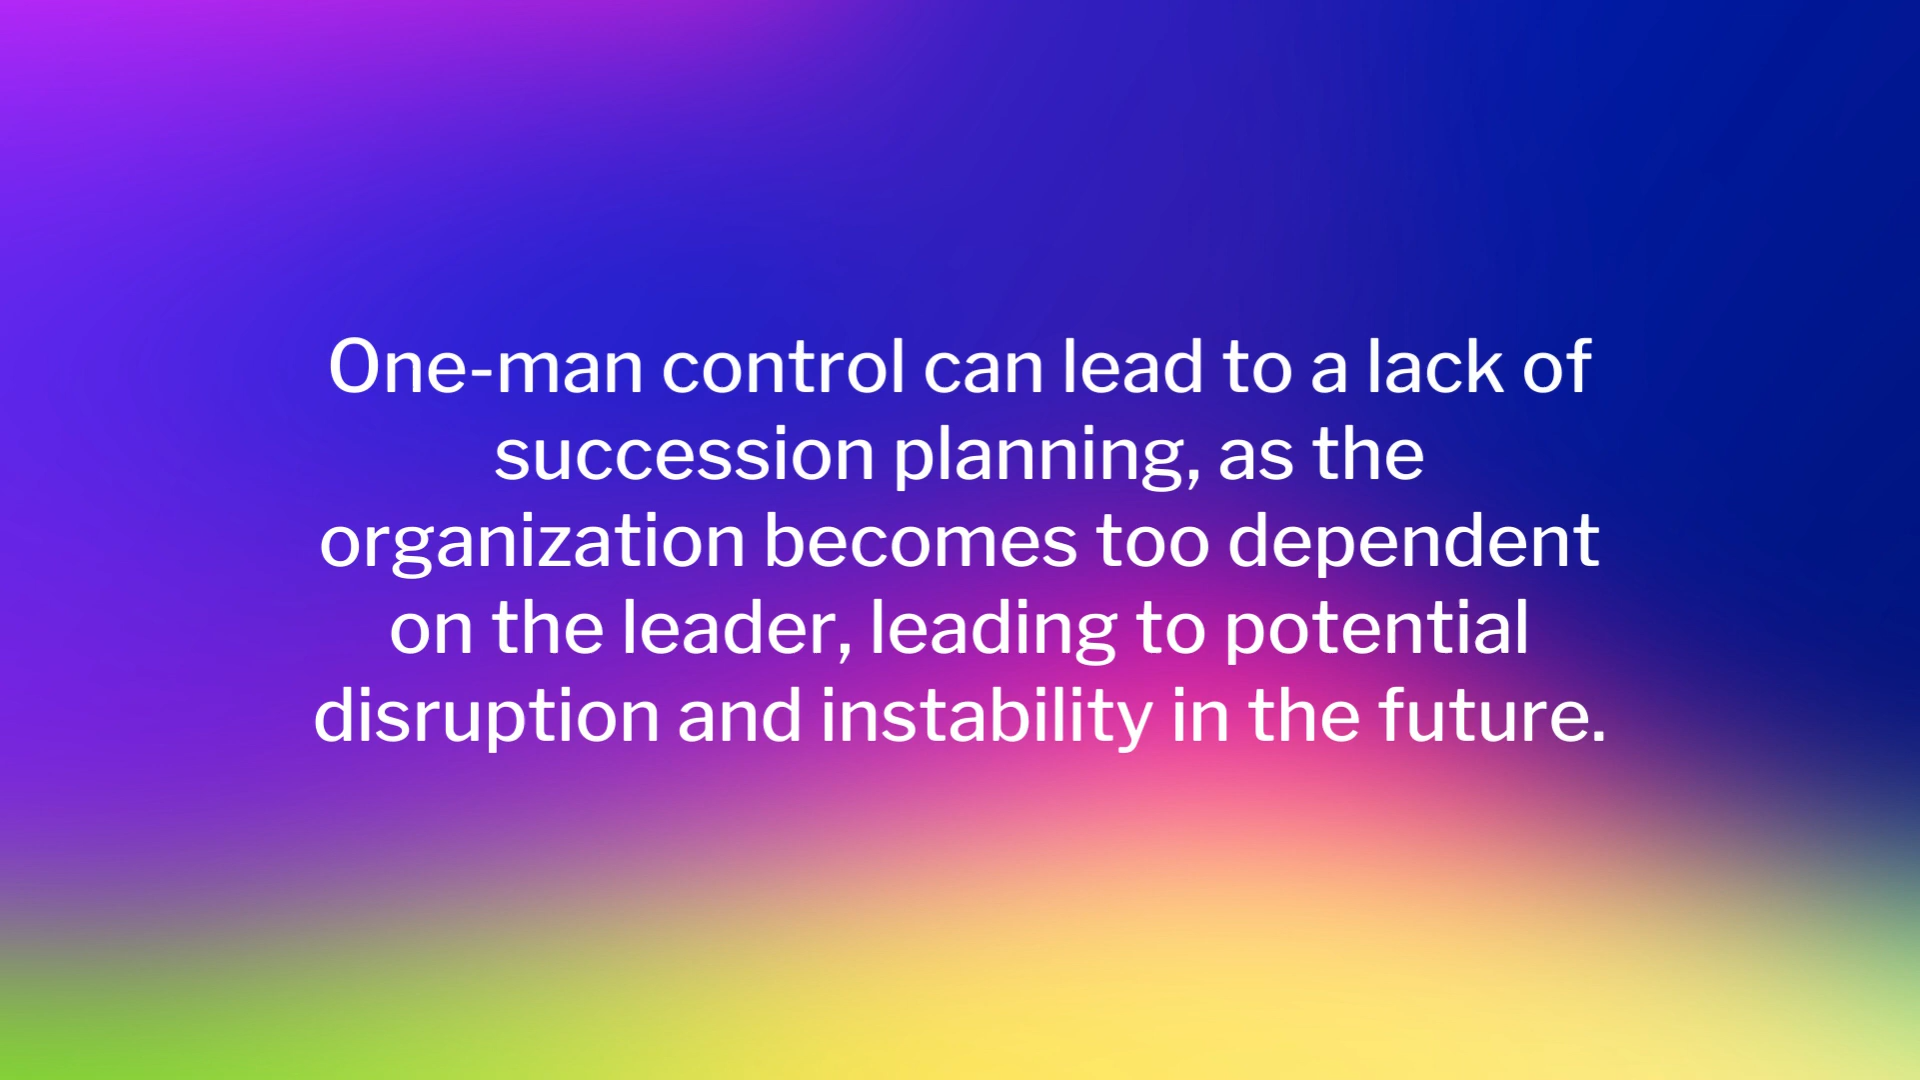 One-man control can lead to a lack of
succession planning, as the
organization becomes too dependent
on the leader, leading to potential
disruption and instability in the future.